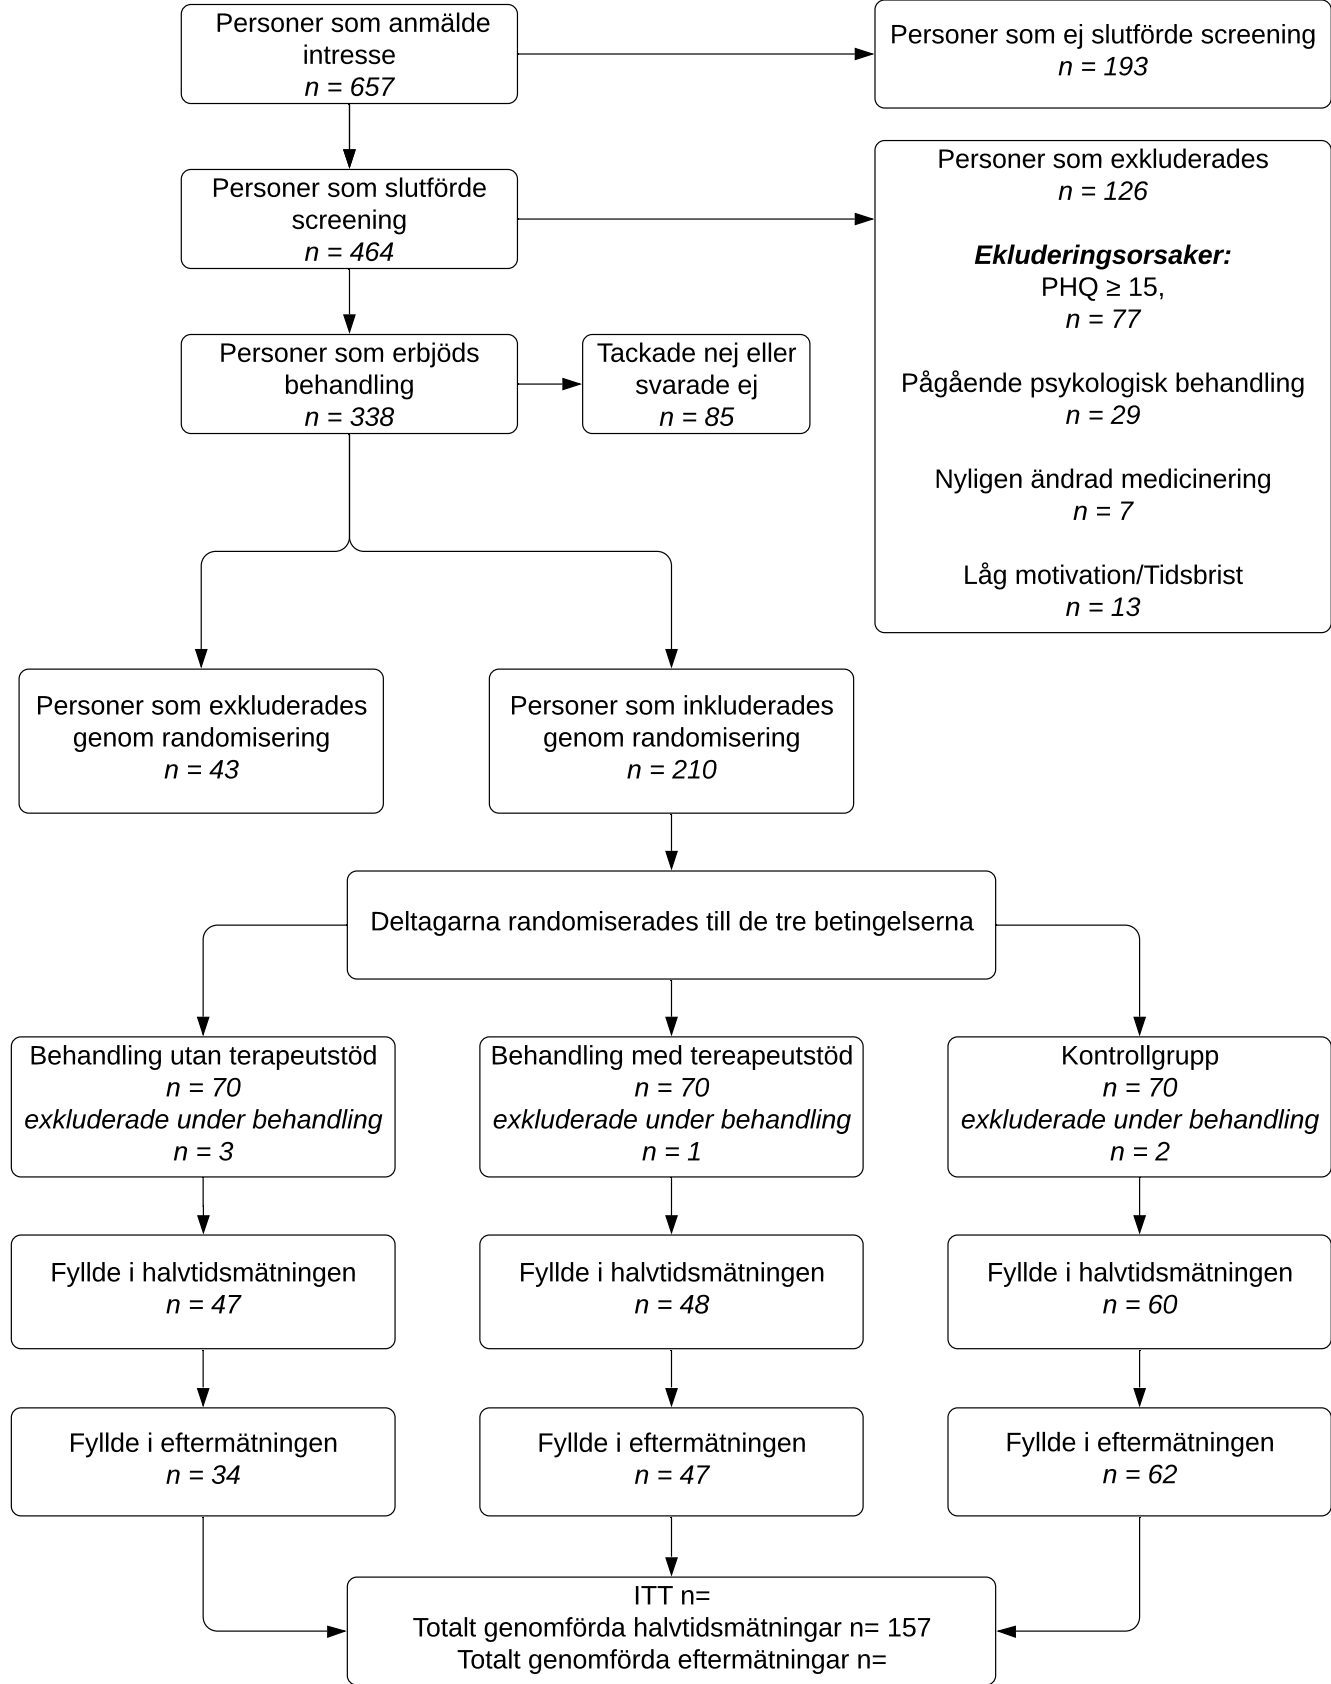 Personer som anmälde
intresse
n = 657
Personer som ej slutförde screening
n = 193
Personer som slutförde
screening
n = 464
Personer som exkluderades
n = 126
Ekluderingsorsaker:
PHQ ≥ 15,
n = 77
Pågående psykologisk behandling
n = 29
Nyligen ändrad medicinering
n = 7
Låg motivation/Tidsbrist
n = 13
Personer som erbjöds
behandling
n = 338
Tackade nej eller
svarade ej
n = 85
Personer som exkluderades
genom randomisering
n = 43
Personer som inkluderades
genom randomisering
n = 210
Deltagarna randomiserades till de tre betingelserna
Behandling utan terapeutstöd
n = 70
exkluderade under behandling
n = 3
Behandling med tereapeutstöd
n = 70
exkluderade under behandling
n = 1
Kontrollgrupp
n = 70
exkluderade under behandling
n = 2
Fyllde i halvtidsmätningen
n = 47
Fyllde i halvtidsmätningen
n = 48
Fyllde i halvtidsmätningen
n = 60
Fyllde i eftermätningen
n = 34
Fyllde i eftermätningen
n = 47
Fyllde i eftermätningen
n = 62
ITT n=
Totalt genomförda halvtidsmätningar n= 157
Totalt genomförda eftermätningar n=